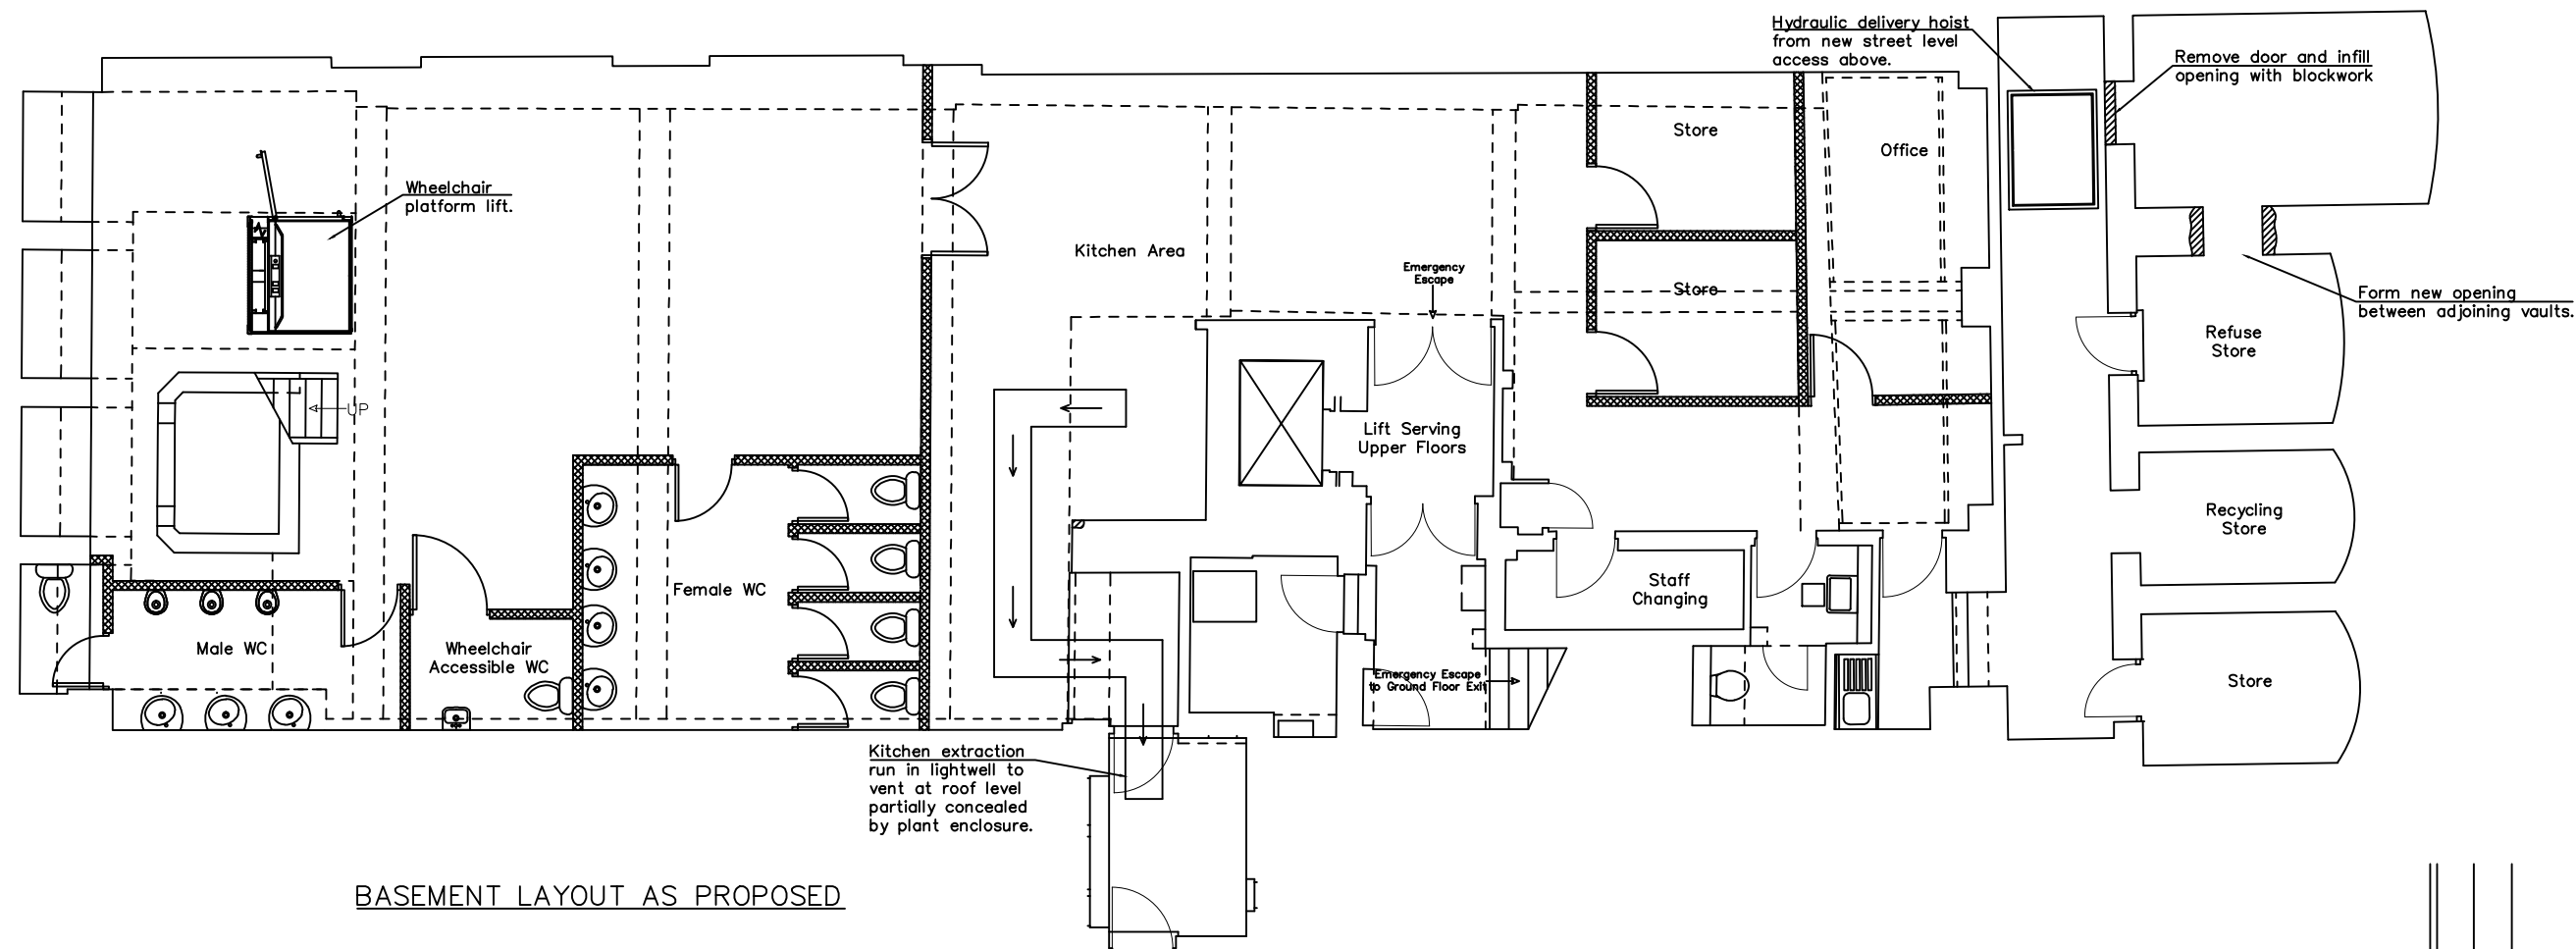 Hydraulic delivery hoist
from new street level
access above.
Remove door and infill
opening with blockwork
Store
Office
Wheelchair
platform lift.
Kitchen Area
Emergency
Escape
Store
Form new opening
between adjoining vaults.
Refuse
Store
UP
Lift Serving
Upper Floors
Recycling
Store
Female WC
Staff
Changing
Male WC
Wheelchair
Accessible WC
Emergency Escape
to Ground Floor Exit
Store
Kitchen extraction
run in lightwell to
vent at roof level
partially concealed
by plant enclosure.
BASEMENT LAYOUT AS PROPOSED